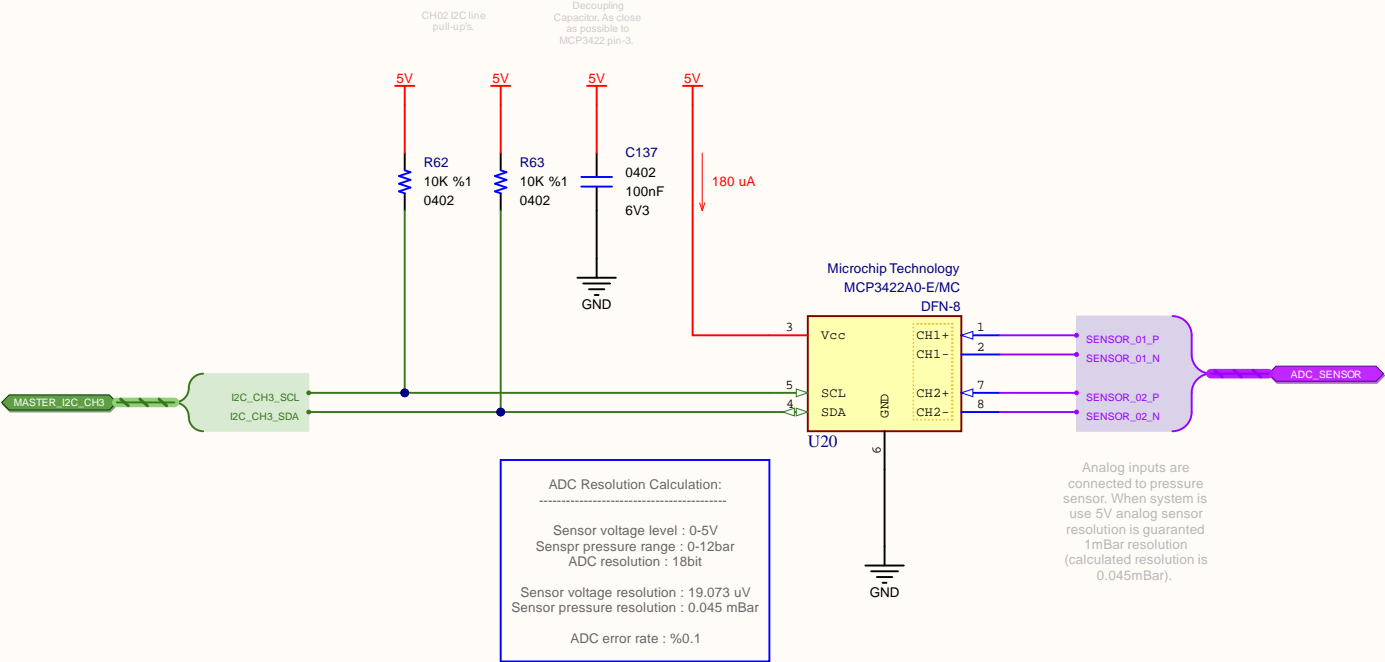 CH02 I2C line
pull-up's.
Decoupling
Capacitor. As close
as possible to
MCP3422 pin-3.
5V
5V
5V
5V
R62
10K %1
0402
R63
10K %1
0402
C137
0402
100nF
6V3
180 uA
GND
Microchip Technology
MCP3422A0-E/MC
DFN-8
3
Vcc
CH1+
1
CH1-
2
5
SCL
CH2+
7
4
SDA
CH2-
8
GND
6
U20
SENSOR_01_P
SENSOR_01_N
SENSOR_02_P
SENSOR_02_N
ADC_SENSOR
MASTER_I2C_CH3
I2C_CH3_SCL
I2C_CH3_SDA
GND
ADC Resolution Calculation:
------------------------------------------
Sensor voltage level : 0-5V
Senspr pressure range : 0-12bar
ADC resolution : 18bit
Sensor voltage resolution : 19.073 uV
Sensor pressure resolution : 0.045 mBar
ADC error rate : %0.1
Analog inputs are
connected to pressure
sensor. When system is
use 5V analog sensor
resolution is guaranted
1mBar resolution
(calculated resolution is
0.045mBar).